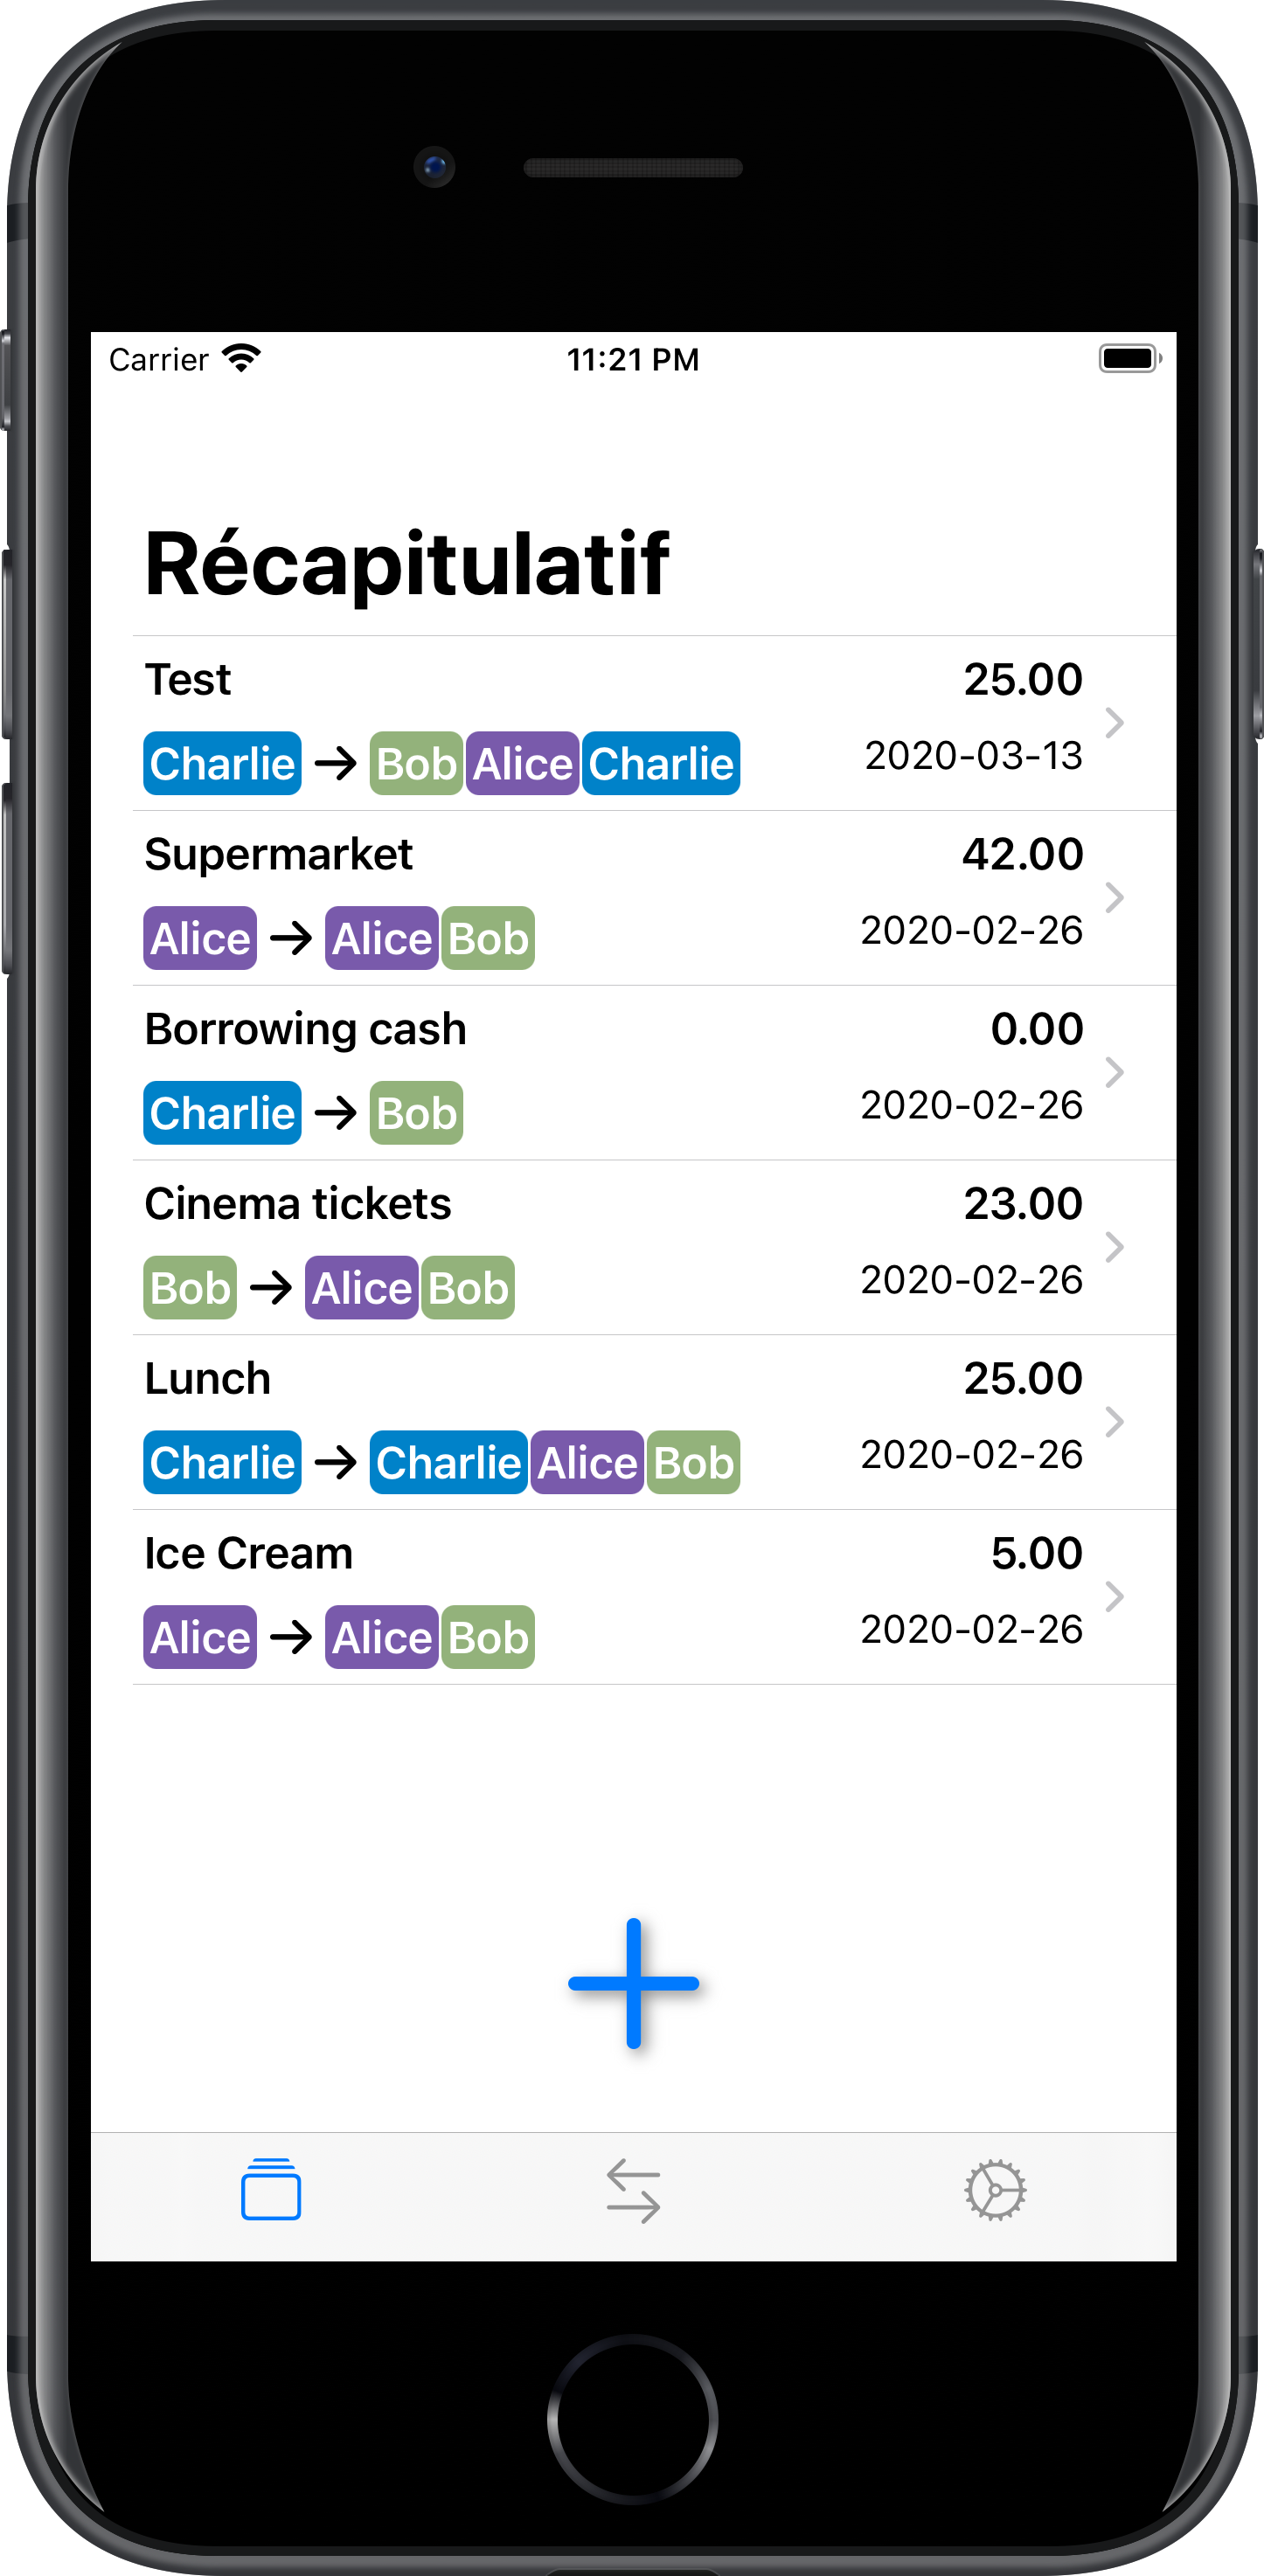 Carrier 11:21 PM
Récapitulatif
Test 25.00
Charlie → Bob Alice Charlie 2020-03-13
Supermarket 42.00
Alice → Alice Bob 2020-02-26
Borrowing cash 0.00
Charlie → Bob 2020-02-26
Cinema tickets 23.00
Bob → Alice Bob 2020-02-26
Lunch 25.00
Charlie → Charlie Alice Bob 2020-02-26
Ice Cream 5.00
Alice → Alice Bob 2020-02-26